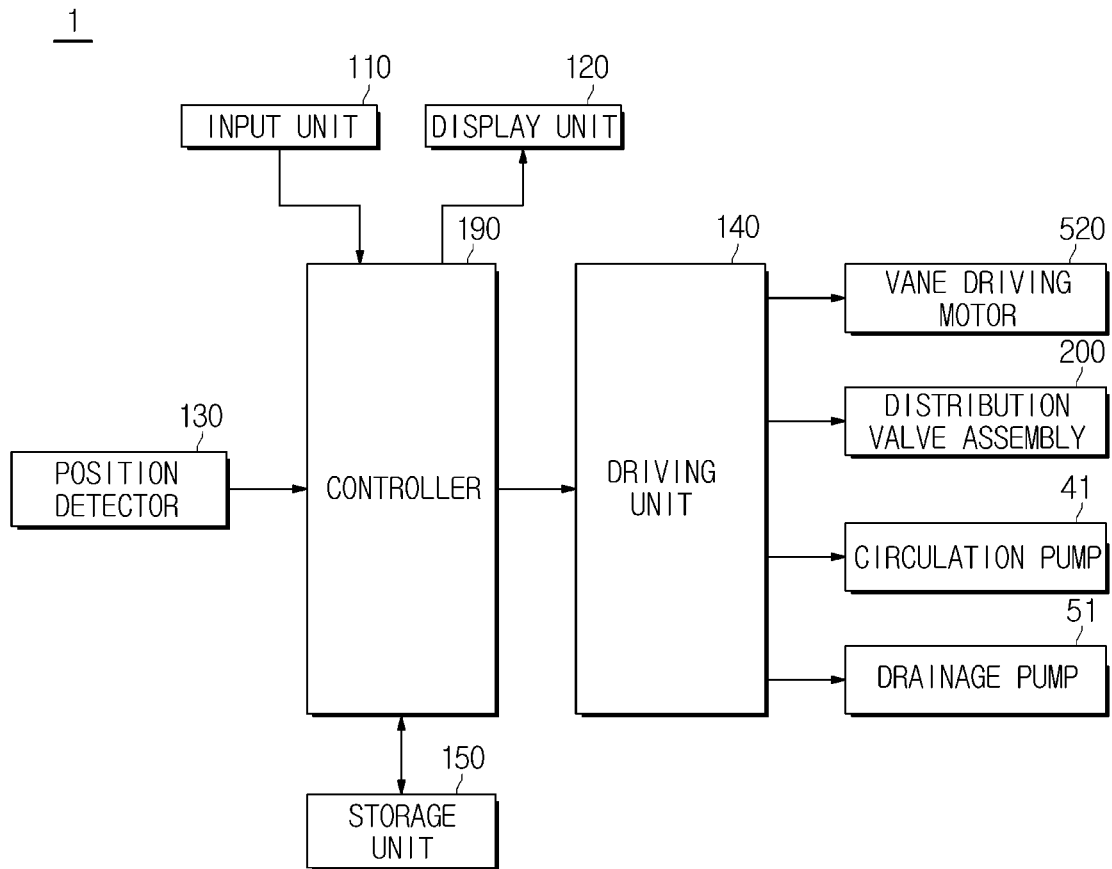 1
110
120
INPUT UNIT
DISPLAY UNIT
190
140
520
VANE DRIVING
MOTOR
200
DISTRIBUTION
VALVE ASSEMBLY
130
POSITION
DETECTOR
CONTROLLER
DRIVING
UNIT
41
CIRCULATION PUMP
51
DRAINAGE PUMP
150
STORAGE
UNIT